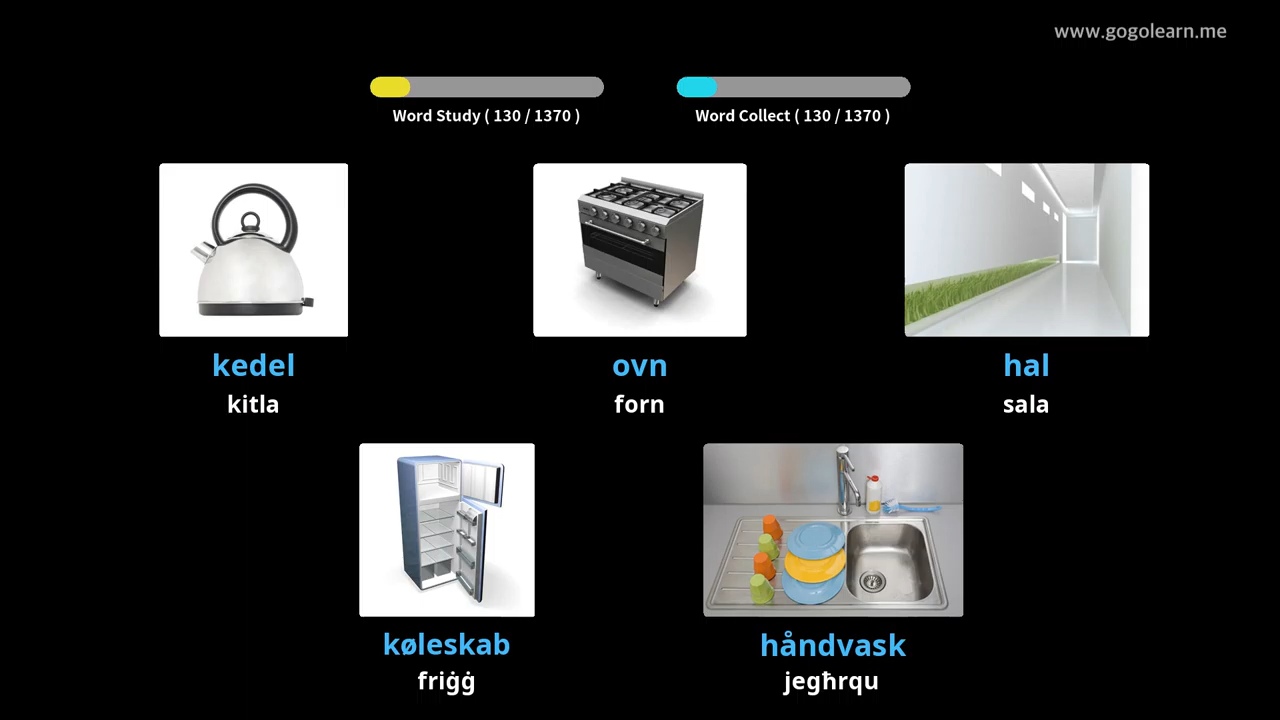 www.gogolearn.me
Word Study ( 130 / 1370 )
Word Collect ( 130 / 1370 )
kedel
kitla
ovn
forn
hal
sala
køleskab
friġġ
håndvask
jegħrqu